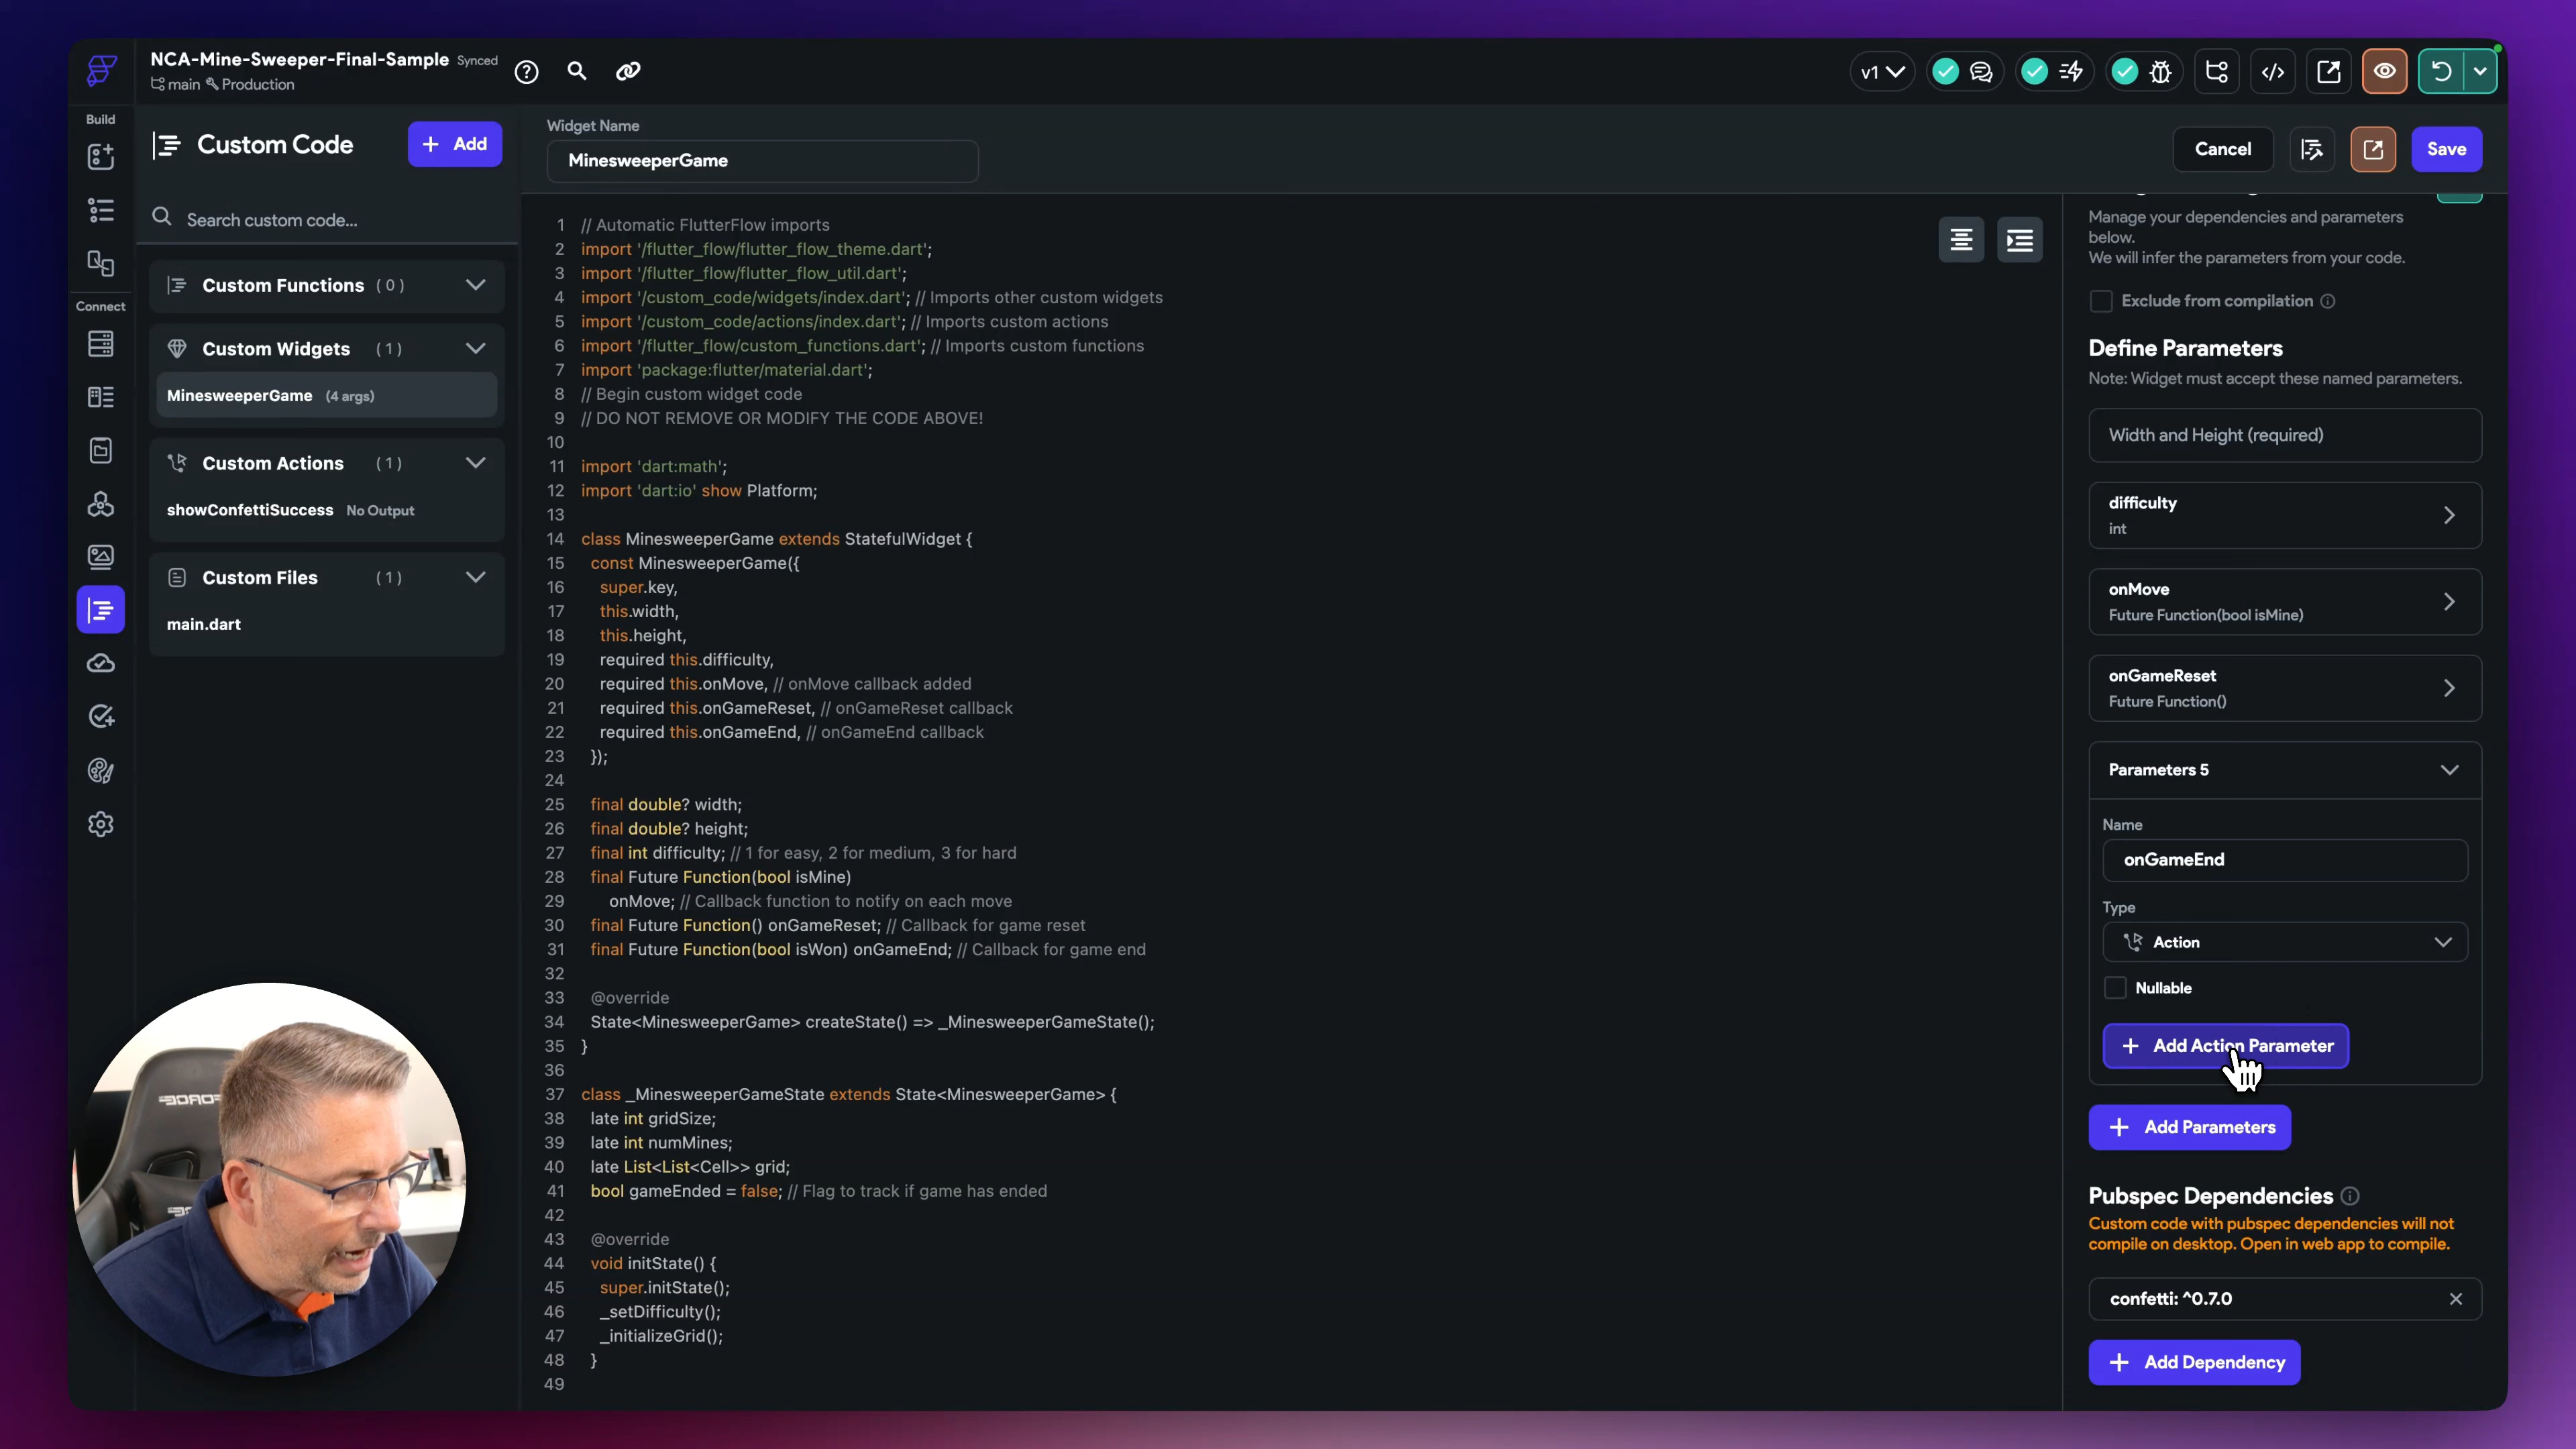 NCA-Mine-Sweeper-Final-Sample Synced
main Production
v1
Build
Custom Code
Add
Search custom code...
Custom Functions (0)
Connect
Custom Widgets (1)
MinesweeperGame (4 args)
Custom Actions (1)
showConfettiSuccess No Output
Custom Files (1)
main.dart
Widget Name
MinesweeperGame
Cancel
Save
1 // Automatic FlutterFlow imports
2 import '/flutter_flow/flutter_flow_theme.dart';
3 import '/flutter_flow/flutter_flow_util.dart';
4 import '/custom_code/widgets/index.dart'; // Imports other custom widgets
5 import '/custom_code/actions/index.dart'; // Imports custom actions
6 import '/flutter_flow/custom_functions.dart'; // Imports custom functions
7 import 'package:flutter/material.dart';
8 // Begin custom widget code
9 // DO NOT REMOVE OR MODIFY THE CODE ABOVE!
10
11 import 'dart:math';
12 import 'dart:io' show Platform;
13
14 class MinesweeperGame extends StatefulWidget {
15 const MinesweeperGame({
16 super.key,
17 this.width,
18 this.height,
19 required this.difficulty,
20 required this.onMove, // onMove callback added
21 required this.onGameReset, // onGameReset callback
22 required this.onGameEnd, // onGameEnd callback
23 });
24
25 final double? width;
26 final double? height;
27 final int difficulty; // 1 for easy, 2 for medium, 3 for hard
28 final Future Function(bool isMine)
29 onMove; // Callback function to notify on each move
30 final Future Function() onGameReset; // Callback for game reset
31 final Future Function(bool isWon) onGameEnd; // Callback for game end
32
33 @override
34 State<MinesweeperGame> createState() => _MinesweeperGameState();
35 }
36
37 class _MinesweeperGameState extends State<MinesweeperGame> {
38 late int gridSize;
39 late int numMines;
40 late List<List<Cell>> grid;
41 bool gameEnded = false; // Flag to track if game has ended
42
43 @override
44 void initState() {
45 super.initState();
46 _setDifficulty();
47 _initializeGrid();
48 }
49
Manage your dependencies and parameters
below.
We will infer the parameters from your code.
Exclude from compilation
Define Parameters
Note: Widget must accept these named parameters.
Width and Height (required)
difficulty
int
onMove
Future Function(bool isMine)
onGameReset
Future Function()
Parameters 5
Name
onGameEnd
Type
Action
Nullable
Add Action Parameter
Add Parameters
Pubspec Dependencies
Custom code with pubspec dependencies will not
compile on desktop. Open in web app to compile.
confetti: ^0.7.0
Add Dependency